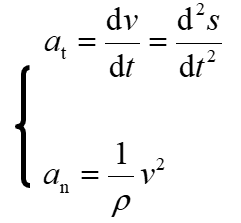 a_t = dv/dt = d²s/dt²
a_n = 1/ρ v²